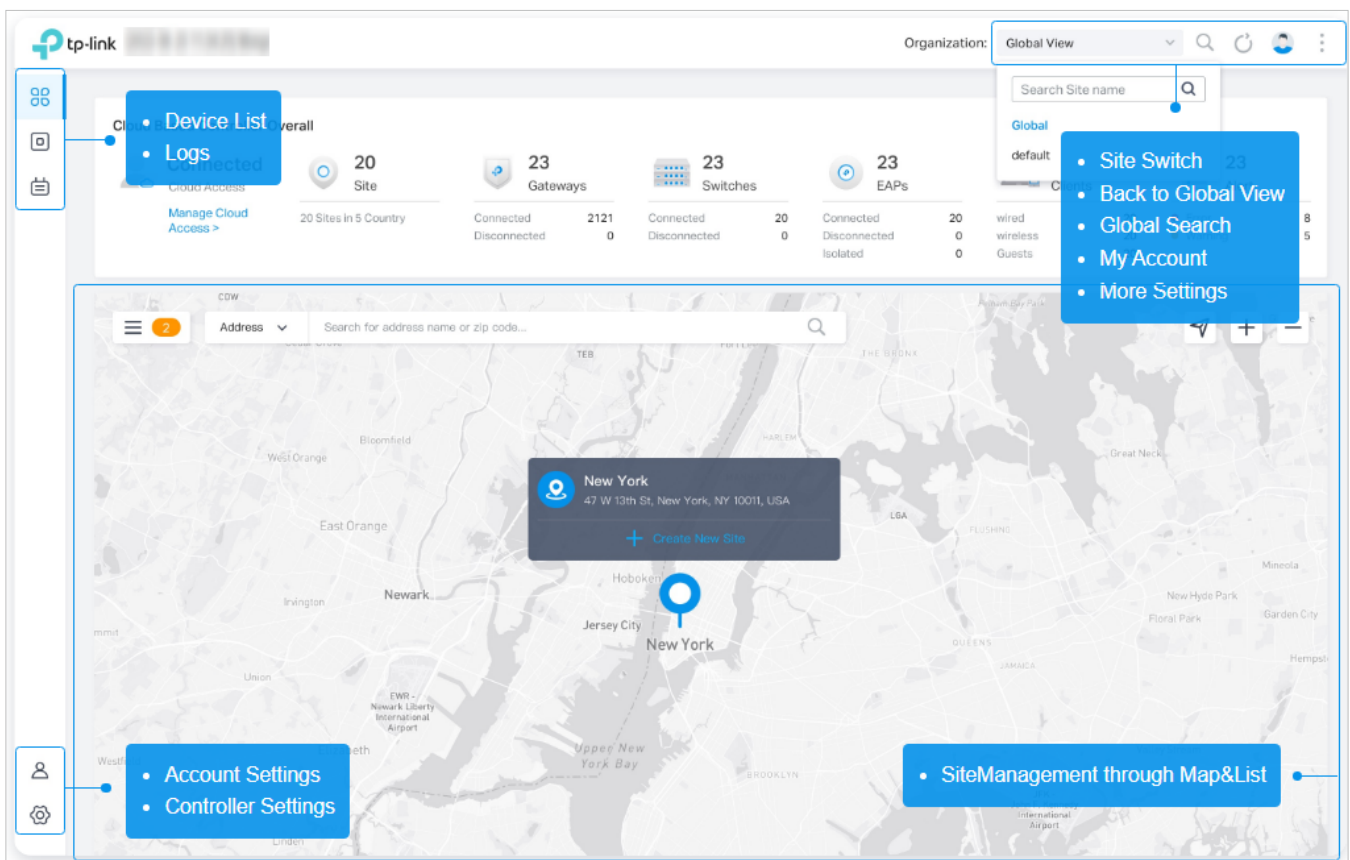 tp-link
Organization: Global View
Search Site name
Global
default
Device List
Logs
Overall
Connected
Cloud Access
Manage Cloud
Access >
20
Site
20 Sites in 5 Country
23
Gateways
Connected 2121
Disconnected 0
23
Switches
Connected 20
Disconnected 0
23
EAPs
Connected 20
Disconnected 0
Isolated 0
23
Clients
wired
wireless
Guests
8
5
Site Switch
Back to Global View
Global Search
My Account
More Settings
CDW
2
Address
Search for address name or zip code...
TEB
THE BRONX
Bloomfield
HARLEM
West Orange
Great Neck
New York
47 W 13th St, New York, NY 10011, USA
Create New Site
East Orange
LGA
FLUSHING
Hoboken
Mineola
Irvington
Newark
New Hyde Park
Floral Park
Garden City
Jersey City
New York
QUEENS
JAMAICA
Union
EWR -
Newark Liberty
International
Airport
Upper New
York Bay
BROOKLYN
Account Settings
Controller Settings
SiteManagement through Map&List
International
Airport
Linden